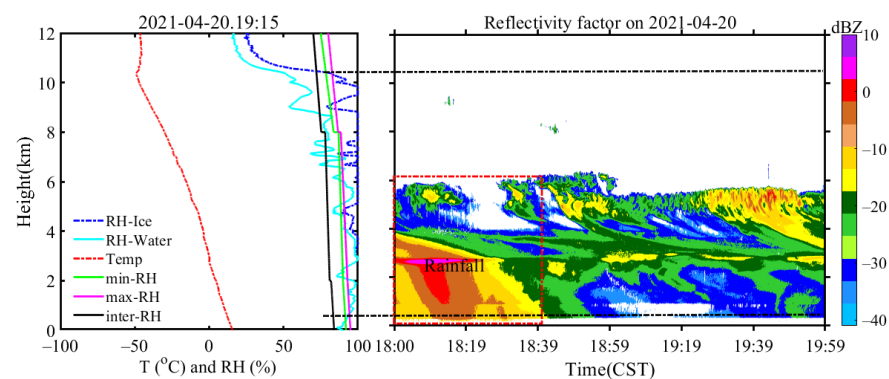 2021-04-20.19:15
Reflectivity factor on 2021-04-20
dBZ
12
10
8
6
4
2
0
Height(km)
RH-Ice
RH-Water
Temp
min-RH
max-RH
inter-RH
−100
−50
0
50
100
T (°C) and RH (%)
Rainfall
18:00
18:19
18:39
18:59
19:19
19:39
19:59
Time(CST)
10
0
−10
−20
−30
−40